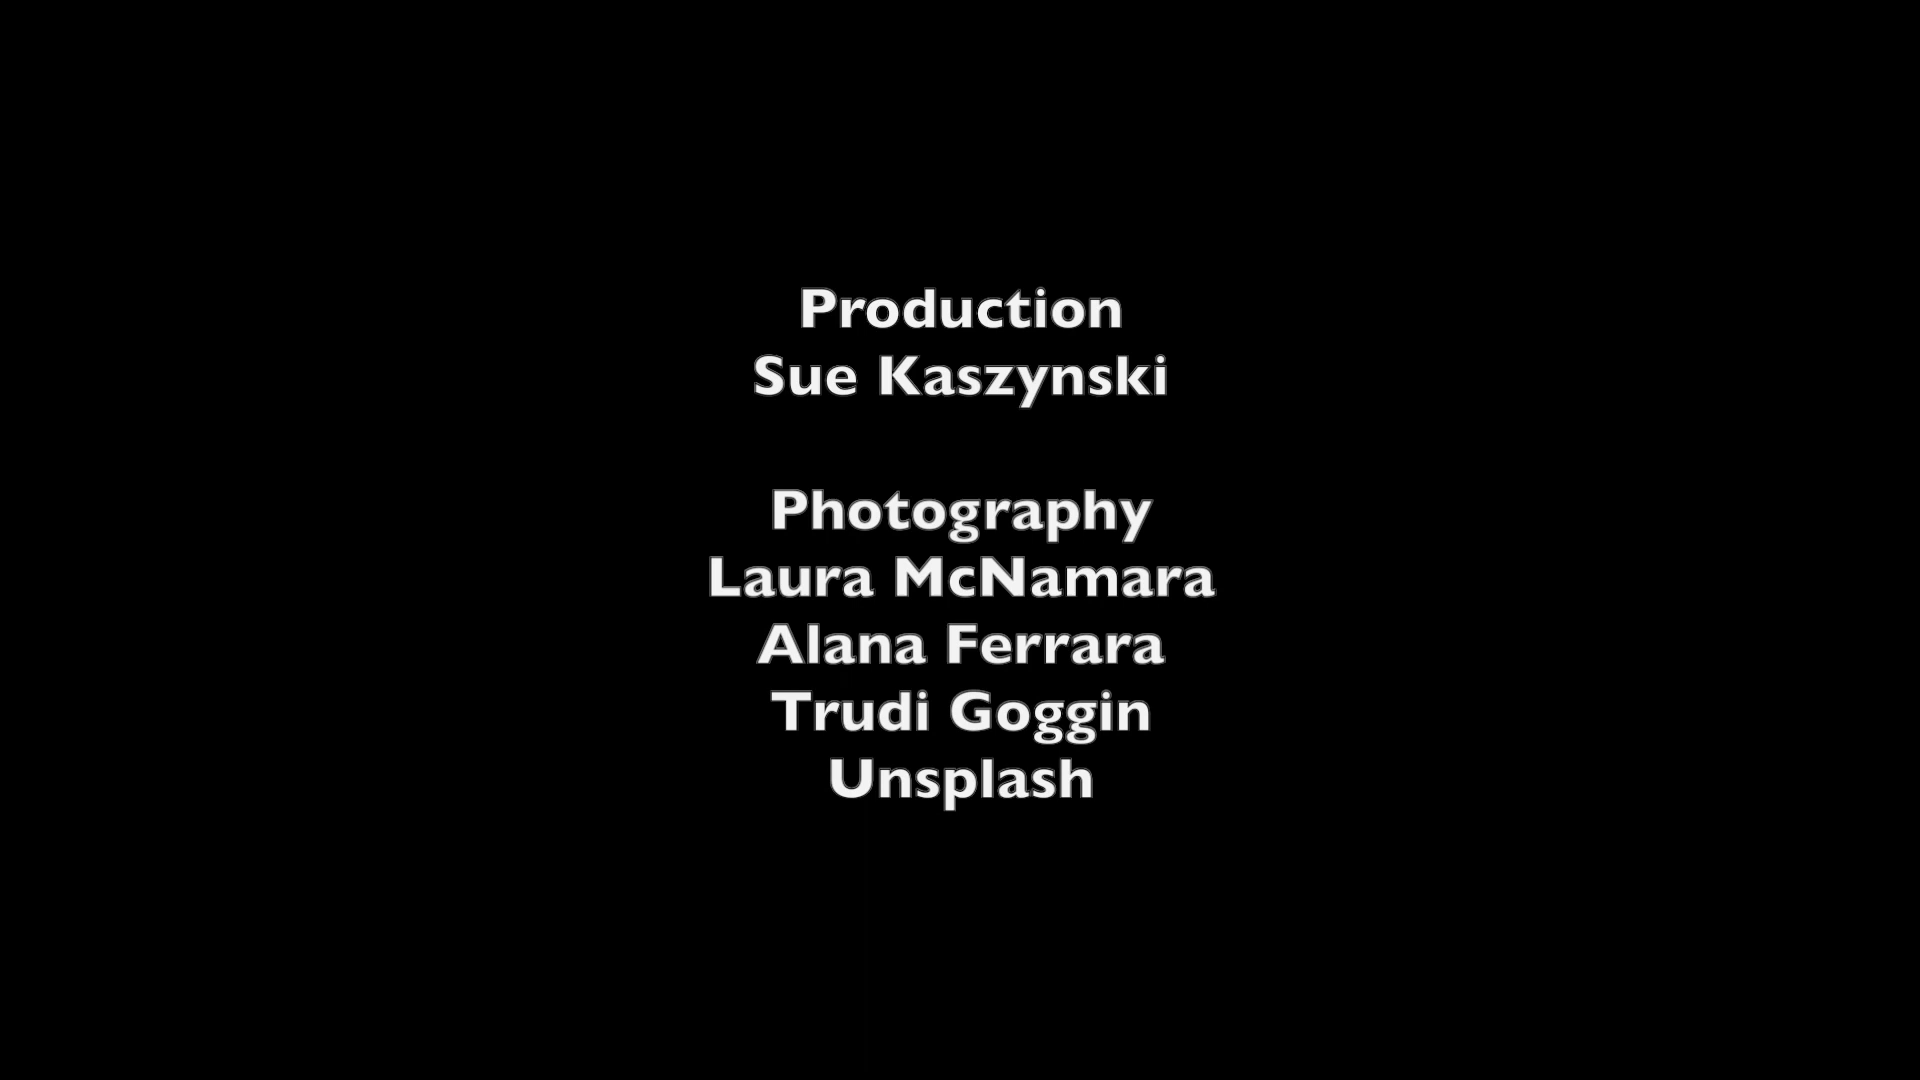 Production
Sue Kaszynski
Photography
Laura McNamara
Alana Ferrara
Trudi Goggin
Unsplash